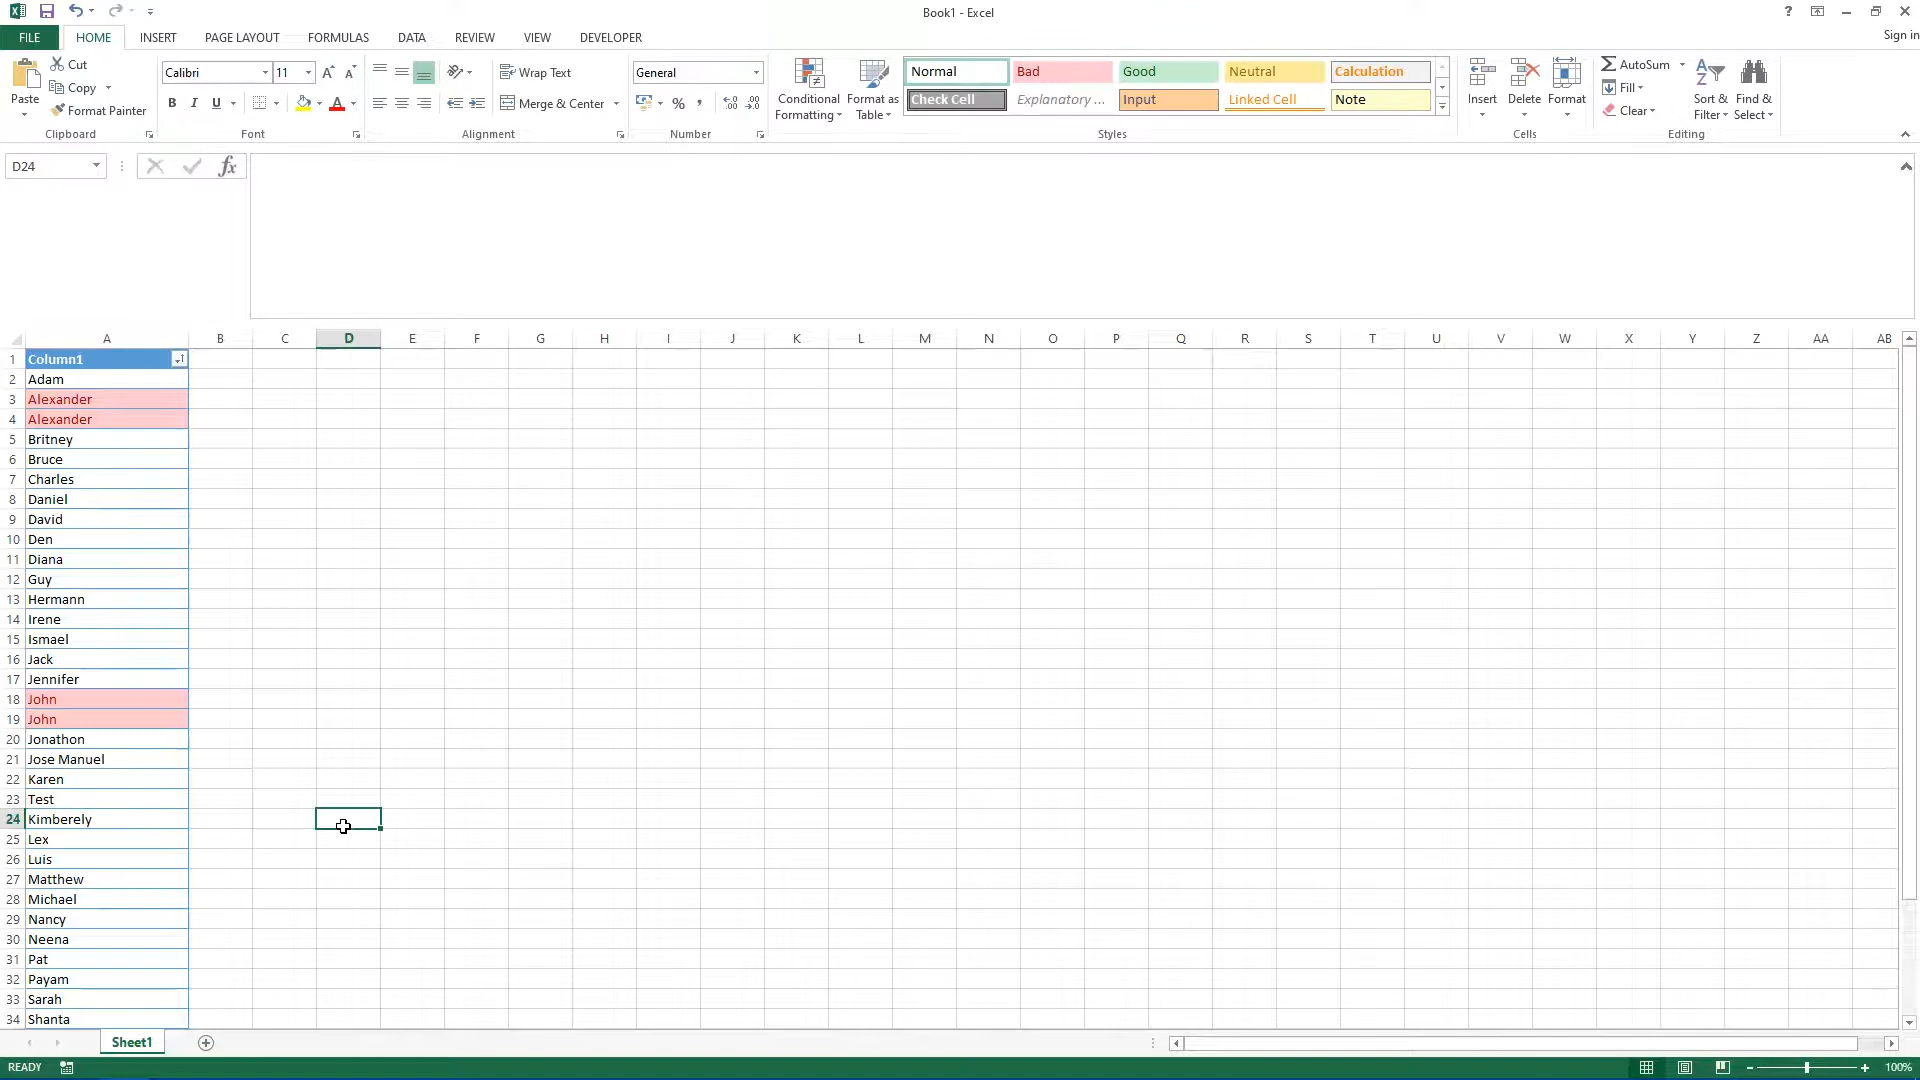 Book1 - Excel
Sign in
FILE HOME INSERT PAGE LAYOUT FORMULAS DATA REVIEW VIEW DEVELOPER
Paste
Cut
Copy
Format Painter
Clipboard
Calibri 11
B I U
Font
Wrap Text
Merge & Center
Alignment
General
%
Number
Conditional Formatting
Format as Table
Normal Bad Good Neutral Calculation
Check Cell Explanatory ... Input Linked Cell Note
Styles
Insert Delete Format
Cells
AutoSum
Fill
Clear
Sort & Filter
Find & Select
Editing
D24
fx
A B C D E F G H I J K L M N O P Q R S T U V W X Y Z AA AB
1 Column1
2 Adam
3 Alexander
4 Alexander
5 Britney
6 Bruce
7 Charles
8 Daniel
9 David
10 Den
11 Diana
12 Guy
13 Hermann
14 Irene
15 Ismael
16 Jack
17 Jennifer
18 John
19 John
20 Jonathon
21 Jose Manuel
22 Karen
23 Test
24 Kimberely
25 Lex
26 Luis
27 Matthew
28 Michael
29 Nancy
30 Neena
31 Pat
32 Payam
33 Sarah
34 Shanta
Sheet1
READY
100%